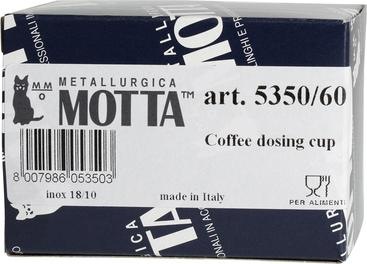 METALLURGICA
MOTTA™
MM
art. 5350/60
Coffee dosing cup
8 007986 053503
inox 18/10
made in Italy
PER ALIMENTI